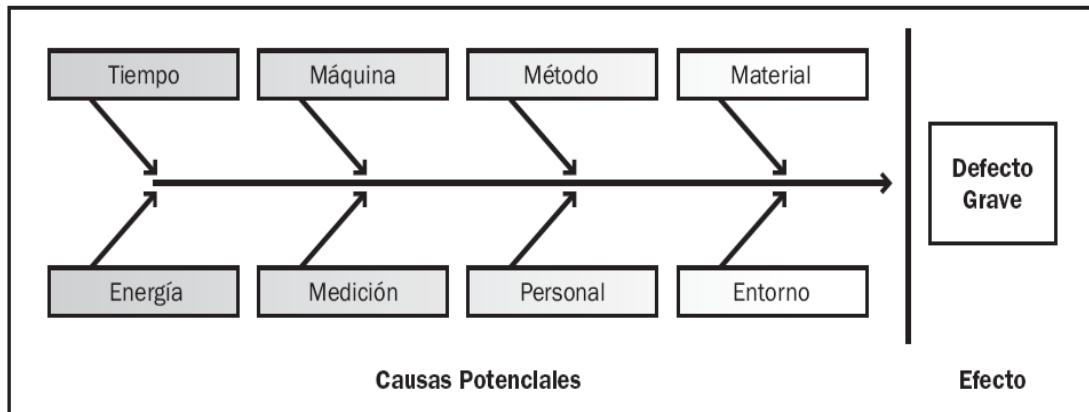 Tiempo
Máquina
Método
Material
Defecto
Grave
Energía
Medición
Personal
Entorno
Causas Potenciales
Efecto